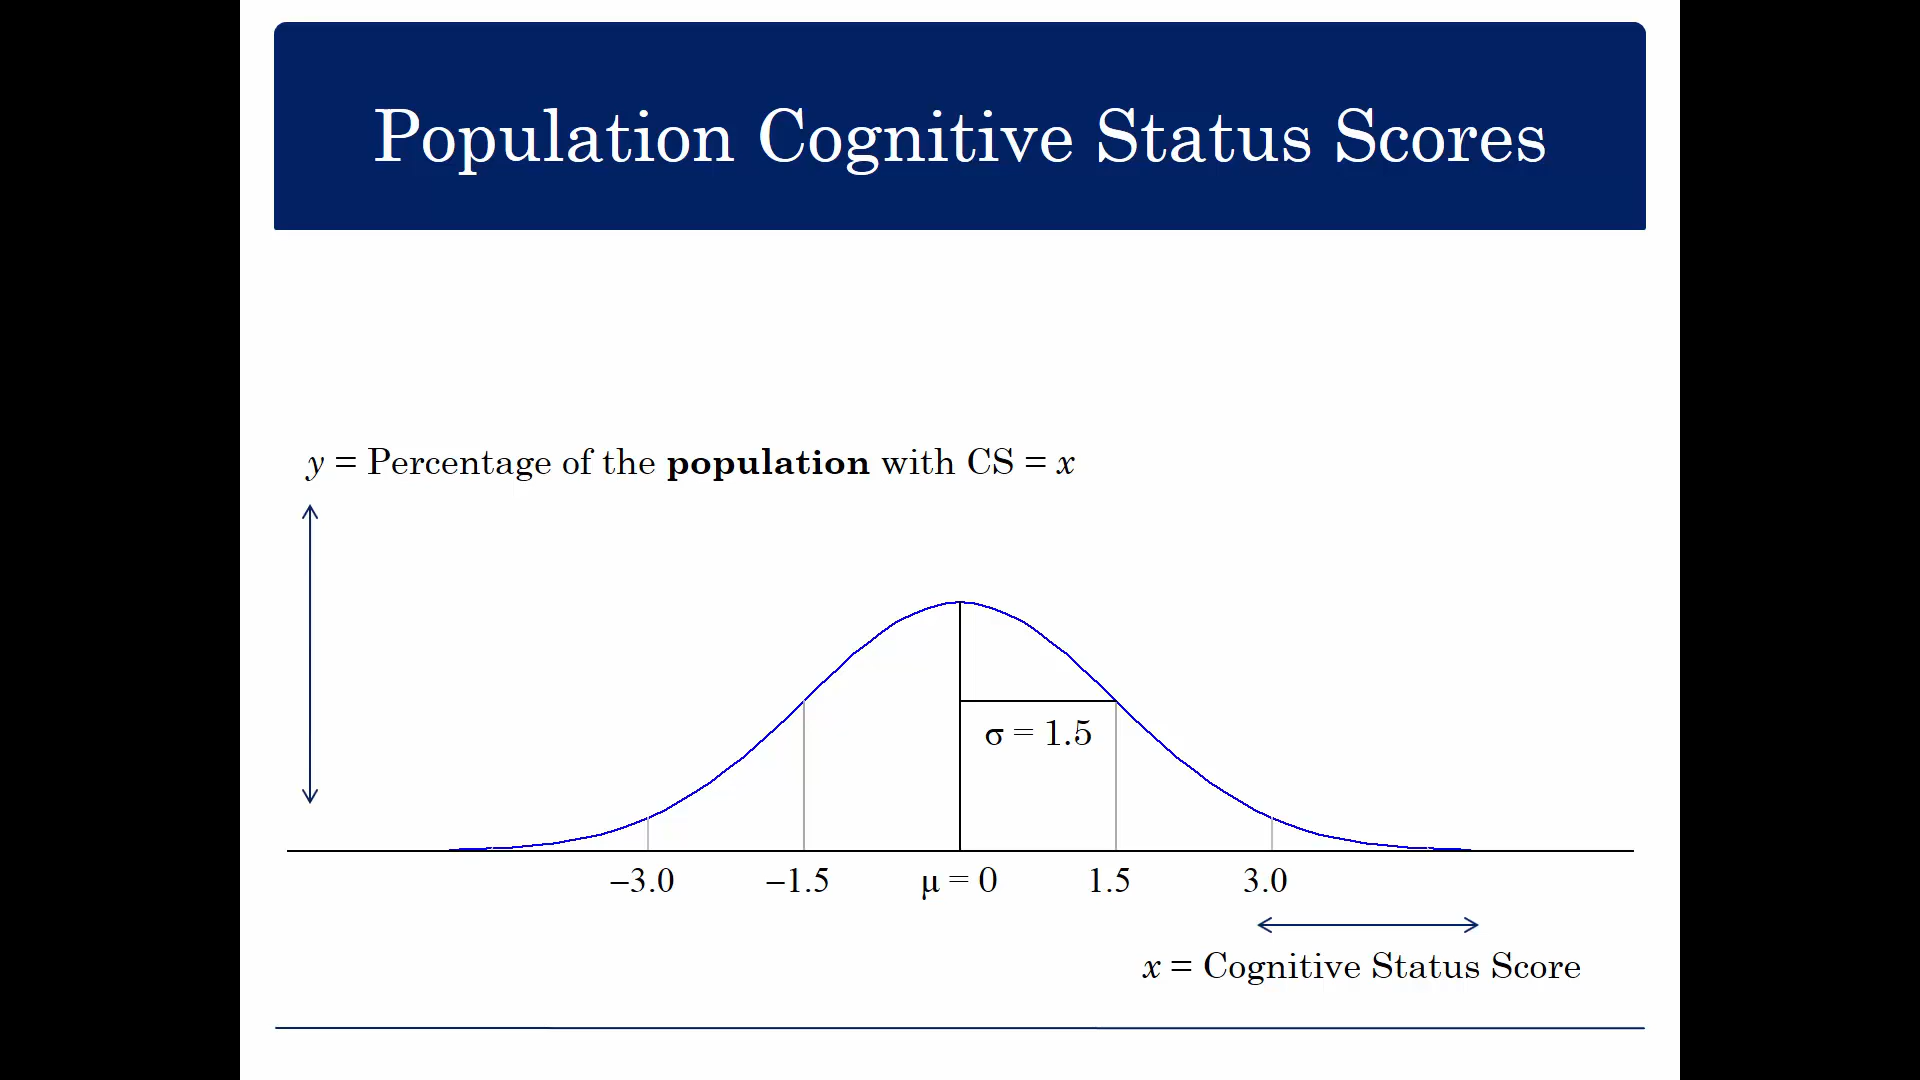 Population Cognitive Status Scores
y = Percentage of the population with CS = x
σ = 1.5
–3.0 –1.5 μ = 0 1.5 3.0
x = Cognitive Status Score